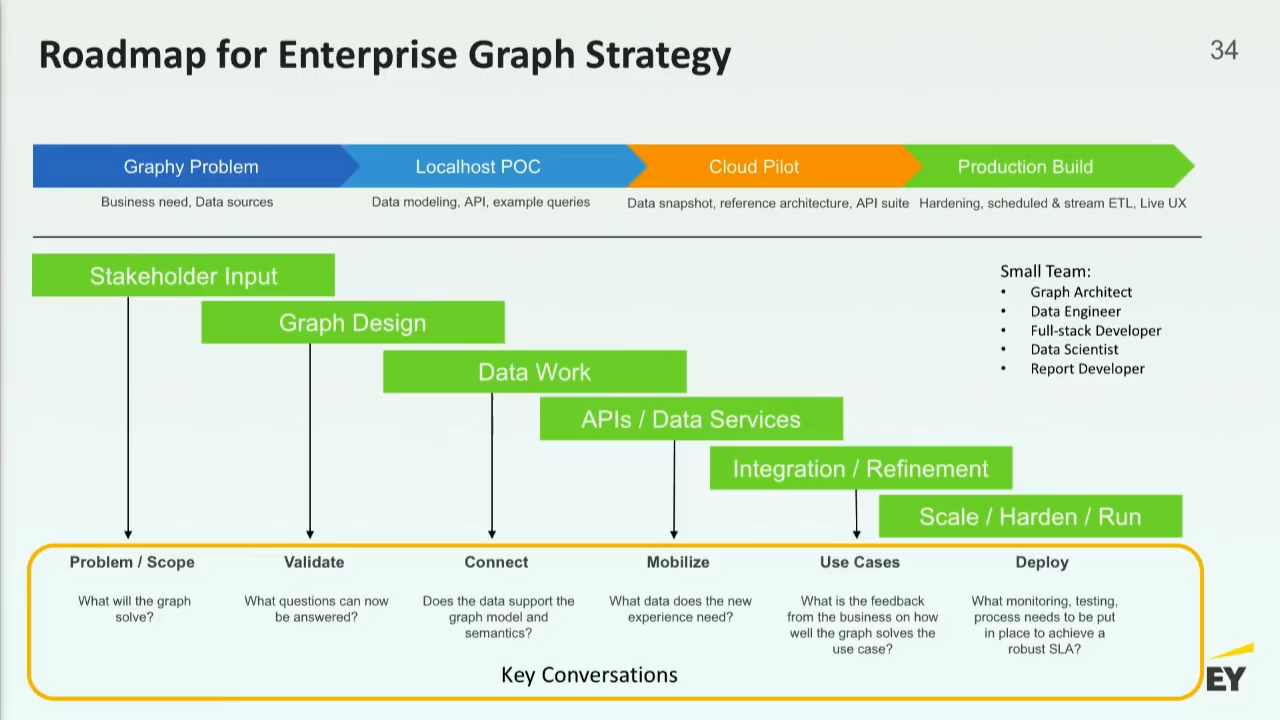 Roadmap for Enterprise Graph Strategy
34
Graphy Problem
Localhost POC
Cloud Pilot
Production Build
Business need, Data sources
Data modeling, API, example queries
Data snapshot, reference architecture, API suite
Hardening, scheduled & stream ETL, Live UX
Stakeholder Input
Graph Design
Data Work
APIs / Data Services
Integration / Refinement
Scale / Harden / Run
Small Team:
• Graph Architect
• Data Engineer
• Full-stack Developer
• Data Scientist
• Report Developer
Problem / Scope
What will the graph
solve?
Validate
What questions can now
be answered?
Connect
Does the data support the
graph model and
semantics?
Mobilize
What data does the new
experience need?
Use Cases
What is the feedback
from the business on how
well the graph solves the
use case?
Deploy
What monitoring, testing,
process needs to be put
in place to achieve a
robust SLA?
Key Conversations
EY